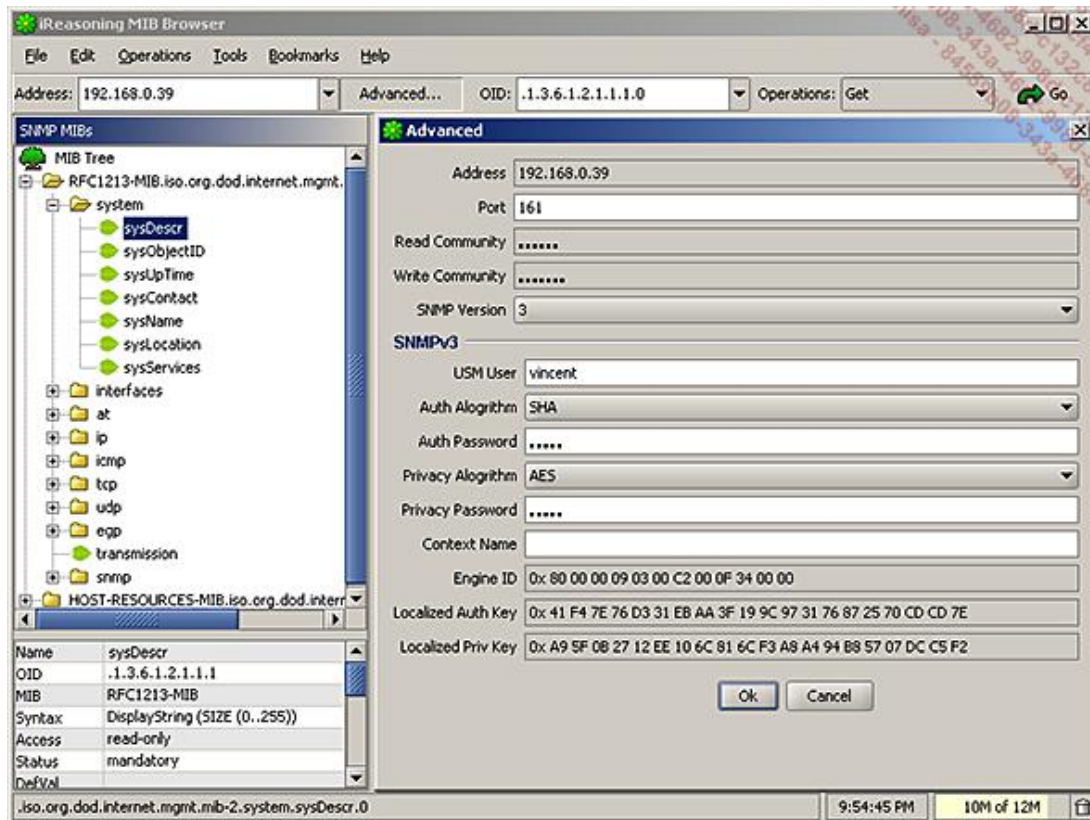 iReasoning MIB Browser
File Edit Operations Tools Bookmarks Help
Address: 192.168.0.39 Advanced... OID: .1.3.6.1.2.1.1.1.0 Operations: Get Go
SNMP MIBs
MIB Tree
RFC1213-MIB.iso.org.dod.internet.mgmt.
system
sysDescr
sysObjectID
sysUpTime
sysContact
sysName
sysLocation
sysServices
interfaces
at
ip
icmp
tcp
udp
egp
transmission
snmp
HOST-RESOURCES-MIB.iso.org.dod.interr
Name sysDescr
OID .1.3.6.1.2.1.1.1
MIB RFC1213-MIB
Syntax DisplayString (SIZE (0..255))
Access read-only
Status mandatory
DefVal
Advanced
Address 192.168.0.39
Port 161
Read Community ••••••
Write Community •••••••
SNMP Version 3
SNMPv3
USM User vincent
Auth Alogrithm SHA
Auth Password •••••
Privacy Alogrithm AES
Privacy Password •••••
Context Name
Engine ID 0x 80 00 00 09 03 00 C2 00 0F 34 00 00
Localized Auth Key 0x 41 F4 7E 76 D3 31 EB AA 3F 19 9C 97 31 76 87 25 70 CD CD 7E
Localized Priv Key 0x A9 5F 0B 27 12 EE 10 6C 81 6C F3 A8 A4 94 B8 57 07 DC C5 F2
Ok Cancel
.iso.org.dod.internet.mgmt.mib-2.system.sysDescr.0 9:54:45 PM 10M of 12M